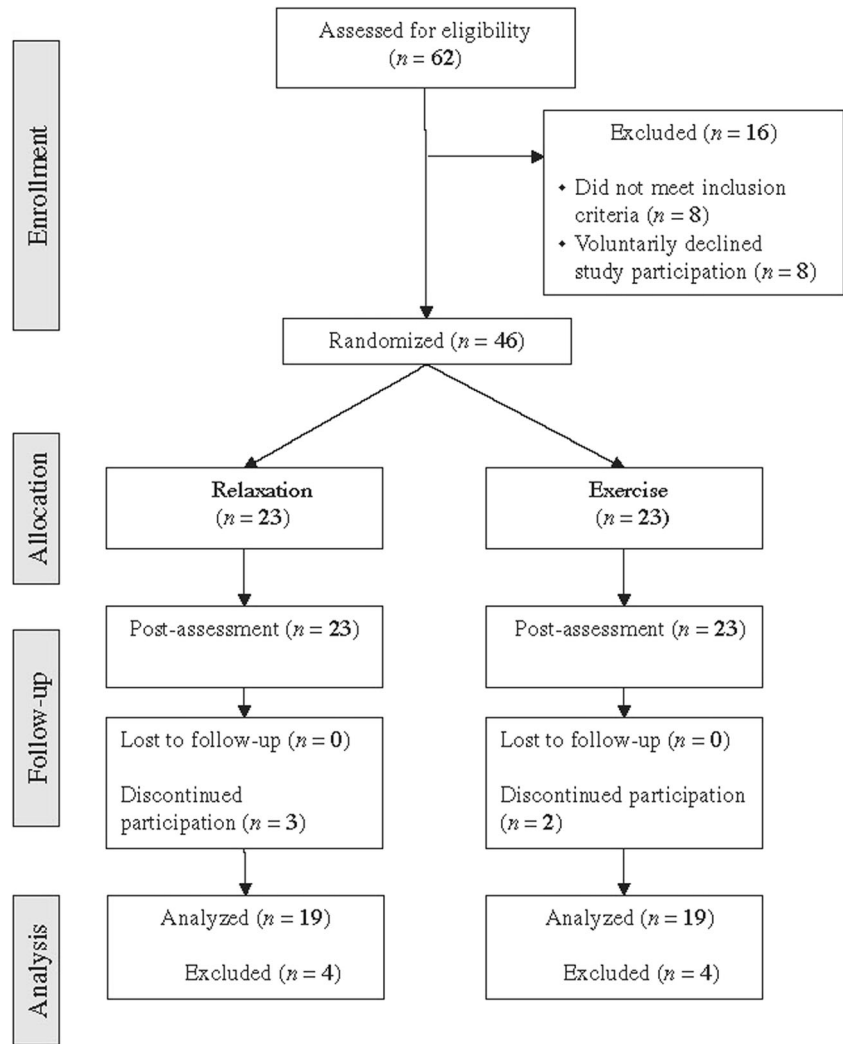 Enrollment
Assessed for eligibility
(n = 62)
Excluded (n = 16)
• Did not meet inclusion
criteria (n = 8)
• Voluntarily declined
study participation (n = 8)
Randomized (n = 46)
Allocation
Relaxation
(n = 23)
Exercise
(n = 23)
Follow-up
Post-assessment (n = 23)
Post-assessment (n = 23)
Lost to follow-up (n = 0)
Discontinued
participation (n = 3)
Lost to follow-up (n = 0)
Discontinued participation
(n = 2)
Analysis
Analyzed (n = 19)
Excluded (n = 4)
Analyzed (n = 19)
Excluded (n = 4)